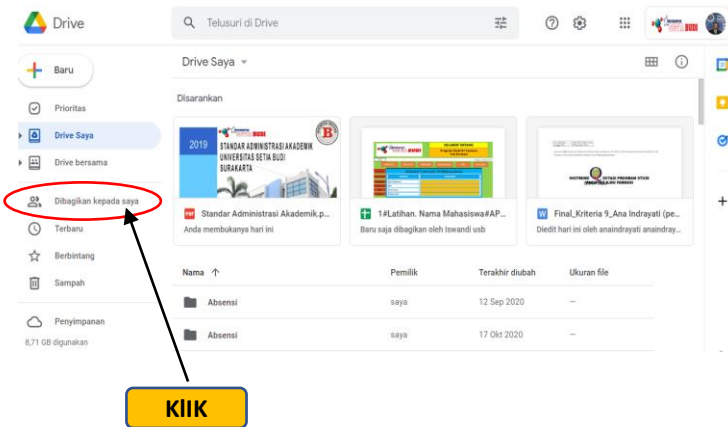 Drive
Telusuri di Drive
SETIA BUDI
Baru
Drive Saya
Prioritas
Drive Saya
Drive bersama
Dibagikan kepada saya
Terbaru
Berbintang
Sampah
Penyimpanan
8,71 GB digunakan
Disarankan
2019
BUDI
B
STANDAR ADMINISTRASI AKADEMIK
UNIVERSITAS SETIA BUDI
SURAKARTA
BUDI
Standar Administrasi Akademik.p...
Anda membukanya hari ini
1#Latihan. Nama Mahasiswa#AP...
Baru saja dibagikan oleh Iswandi usb
Final_Kriteria 9_Ana Indrayati (pe...
Diedit hari ini oleh anaindrayati anaindray...
Nama
Pemilik
Terakhir diubah
Ukuran file
Absensi
saya
12 Sep 2020
—
Absensi
saya
17 Okt 2020
—
KlIK